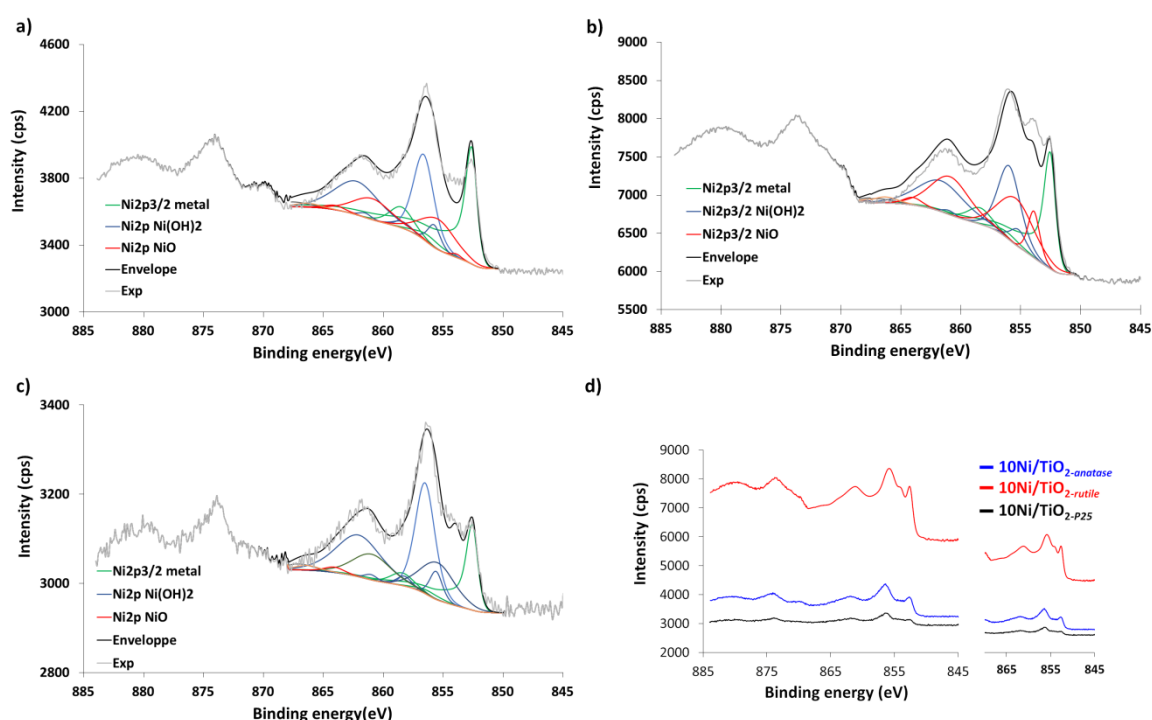 a)
4600
4200
3800
3400
3000
Intensity (cps)
Ni2p3/2 metal
Ni2p Ni(OH)2
Ni2p NiO
Envelope
Exp
885 880 875 870 865 860 855 850 845
Binding energy(eV)
b)
9000
8500
8000
7500
7000
6500
6000
5500
Intensity (cps)
Ni2p3/2 metal
Ni2p3/2 Ni(OH)2
Ni2p3/2 NiO
Envelope
Exp
885 880 875 870 865 860 855 850 845
Binding energy(eV)
c)
3400
3200
3000
2800
Intensity (cps)
Ni2p3/2 metal
Ni2p Ni(OH)2
Ni2p NiO
Enveloppe
Exp
885 880 875 870 865 860 855 850 845
Binding energy(eV)
d)
9000
8000
7000
6000
5000
4000
3000
2000
Intensity (cps)
10Ni/TiO2-anatase
10Ni/TiO2-rutile
10Ni/TiO2-P25
885 875 865 855 845
865 855 845
Binding energy (eV)